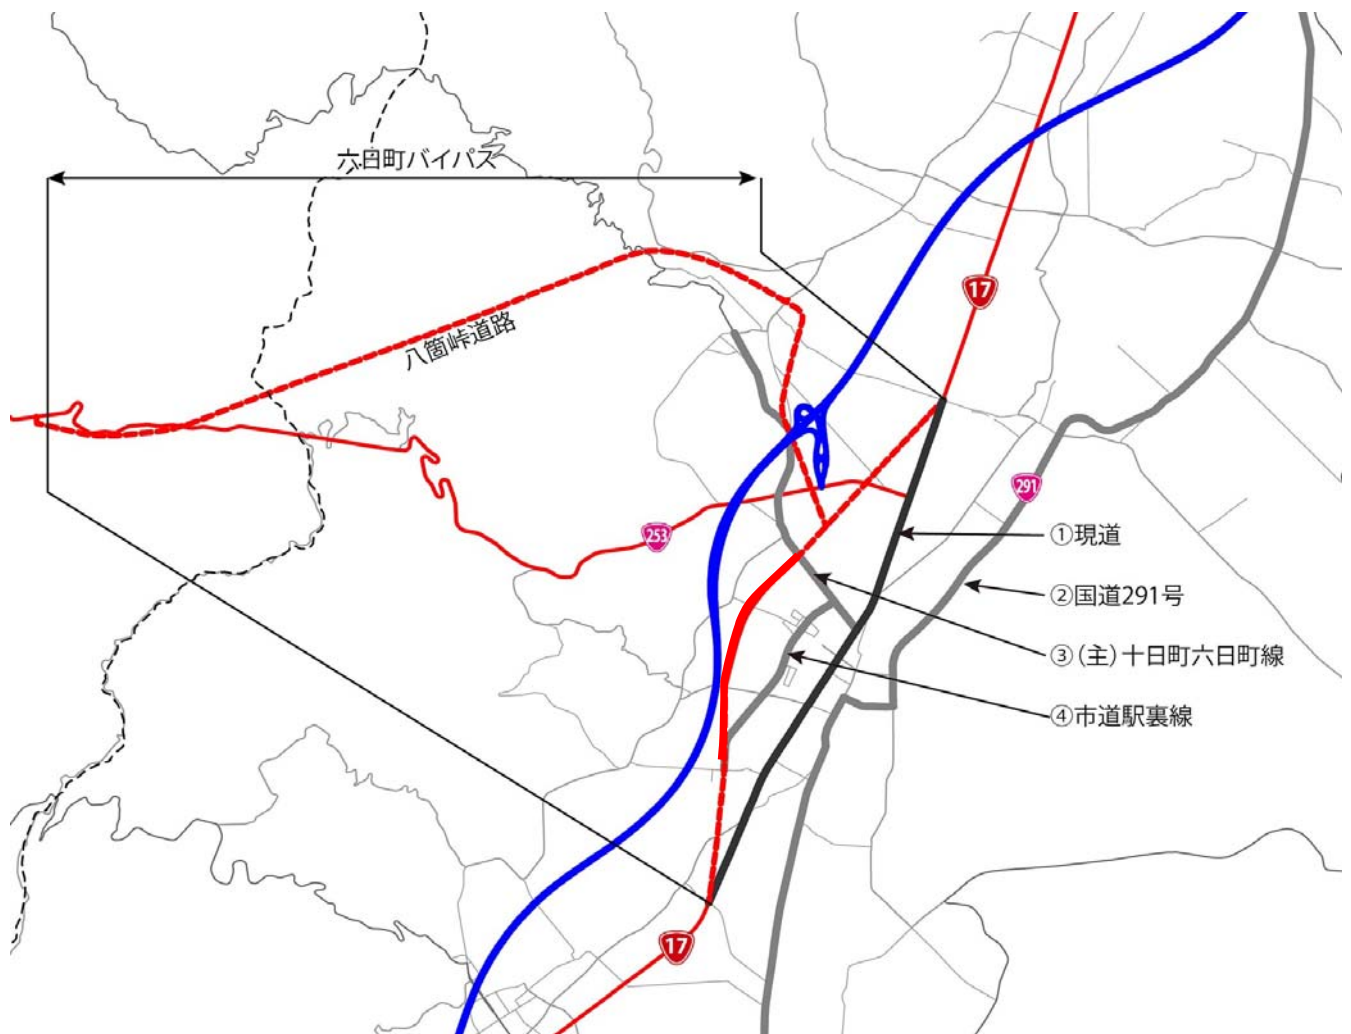 六日町バイパス
17
八箇峠道路
291
253
①現道
②国道291号
③(主)十日町六日町線
④市道駅裏線
17